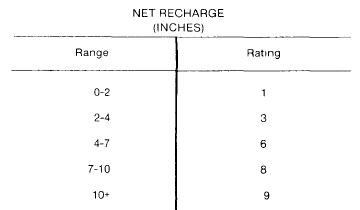 NET RECHARGE
(INCHES)
Range Rating
0-2 1
2-4 3
4-7 6
7-10 8
10+ 9